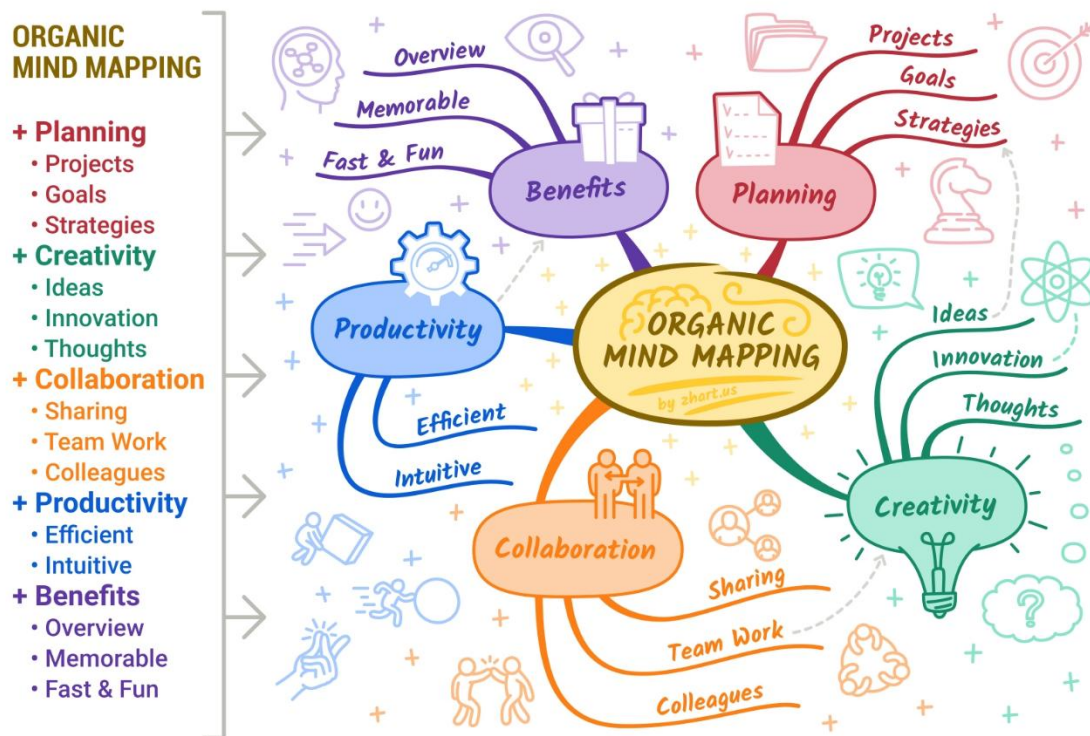 ORGANIC
MIND MAPPING
+ Planning
• Projects
• Goals
• Strategies
+ Creativity
• Ideas
• Innovation
• Thoughts
+ Collaboration
• Sharing
• Team Work
• Colleagues
+ Productivity
• Efficient
• Intuitive
+ Benefits
• Overview
• Memorable
• Fast & Fun
Overview
Memorable
Fast & Fun
Benefits
Projects
Goals
Strategies
Planning
Productivity
Efficient
Intuitive
ORGANIC
MIND MAPPING
by zhart.us
Ideas
Innovation
Thoughts
Creativity
Collaboration
Sharing
Team Work
Colleagues
?